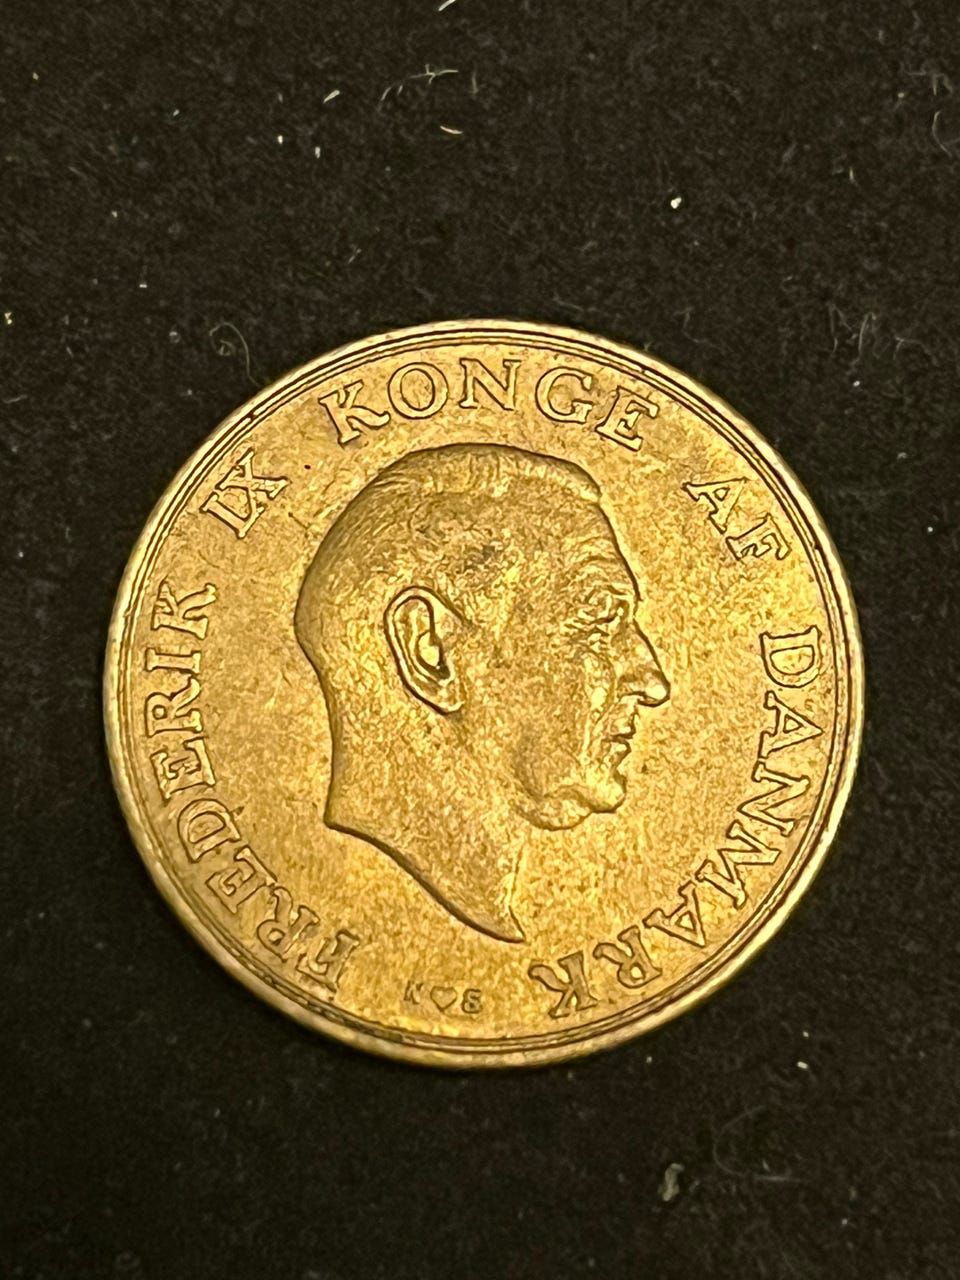 FREDERIK IX KONGE AF DANMARK
N♥S